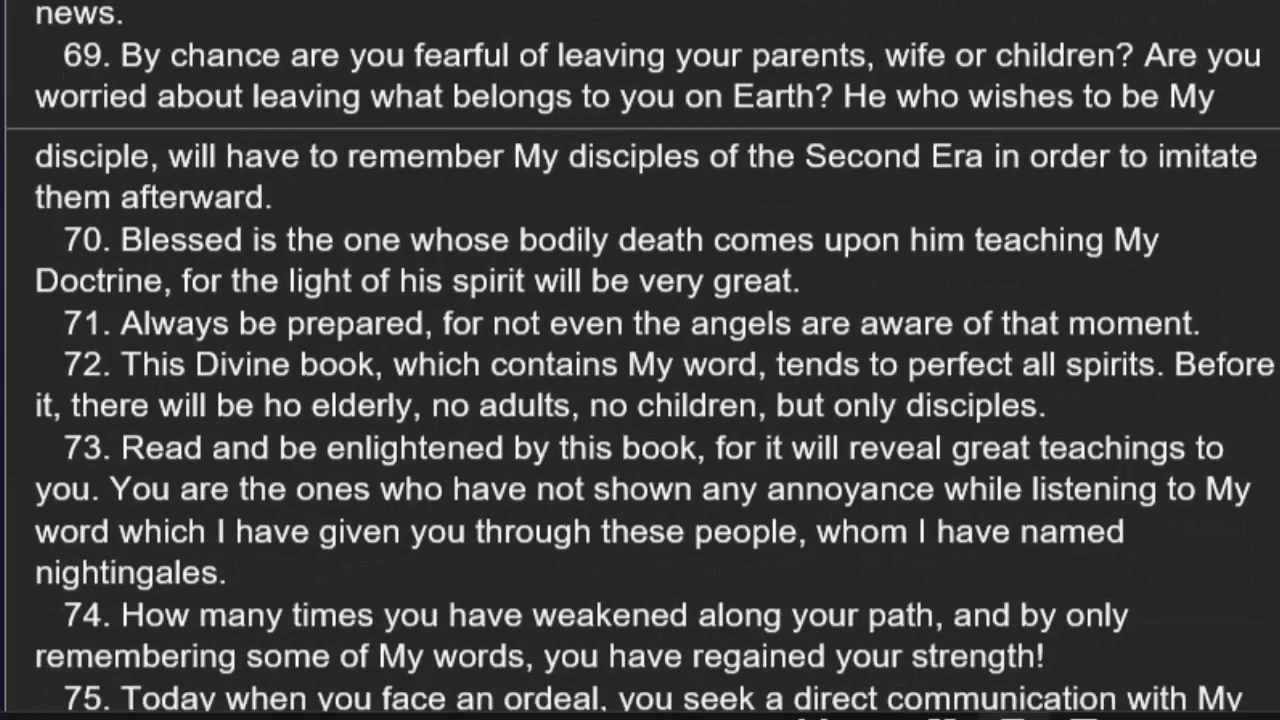 news.
69. By chance are you fearful of leaving your parents, wife or children? Are you
worried about leaving what belongs to you on Earth? He who wishes to be My
disciple, will have to remember My disciples of the Second Era in order to imitate
them afterward.
70. Blessed is the one whose bodily death comes upon him teaching My
Doctrine, for the light of his spirit will be very great.
71. Always be prepared, for not even the angels are aware of that moment.
72. This Divine book, which contains My word, tends to perfect all spirits. Before
it, there will be ho elderly, no adults, no children, but only disciples.
73. Read and be enlightened by this book, for it will reveal great teachings to
you. You are the ones who have not shown any annoyance while listening to My
word which I have given you through these people, whom I have named
nightingales.
74. How many times you have weakened along your path, and by only
remembering some of My words, you have regained your strength!
75. Today when you face an ordeal, you seek a direct communication with My